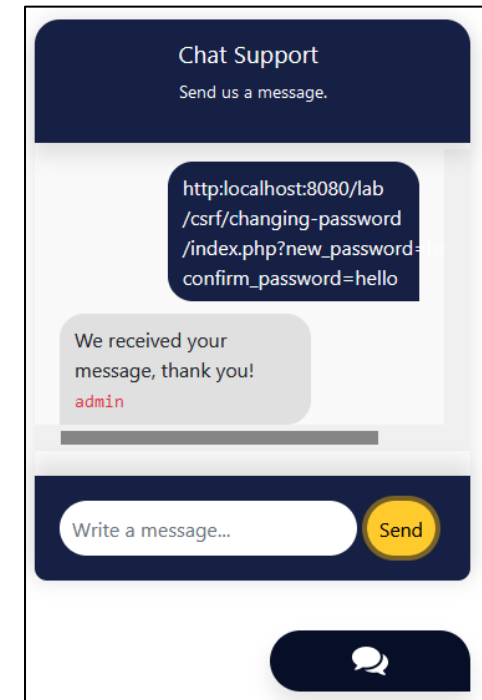 Chat Support
Send us a message.
http:localhost:8080/lab
/csrf/changing-password
/index.php?new_password=
confirm_password=hello
We received your
message, thank you!
admin
Write a message...
Send